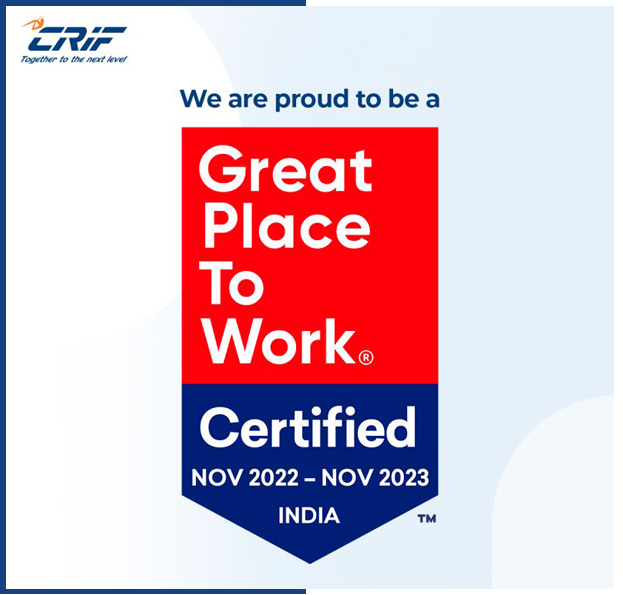 CRIF
Together to the next level
We are proud to be a
Great
Place
To
Work®
Certified
NOV 2022 – NOV 2023
INDIA
TM